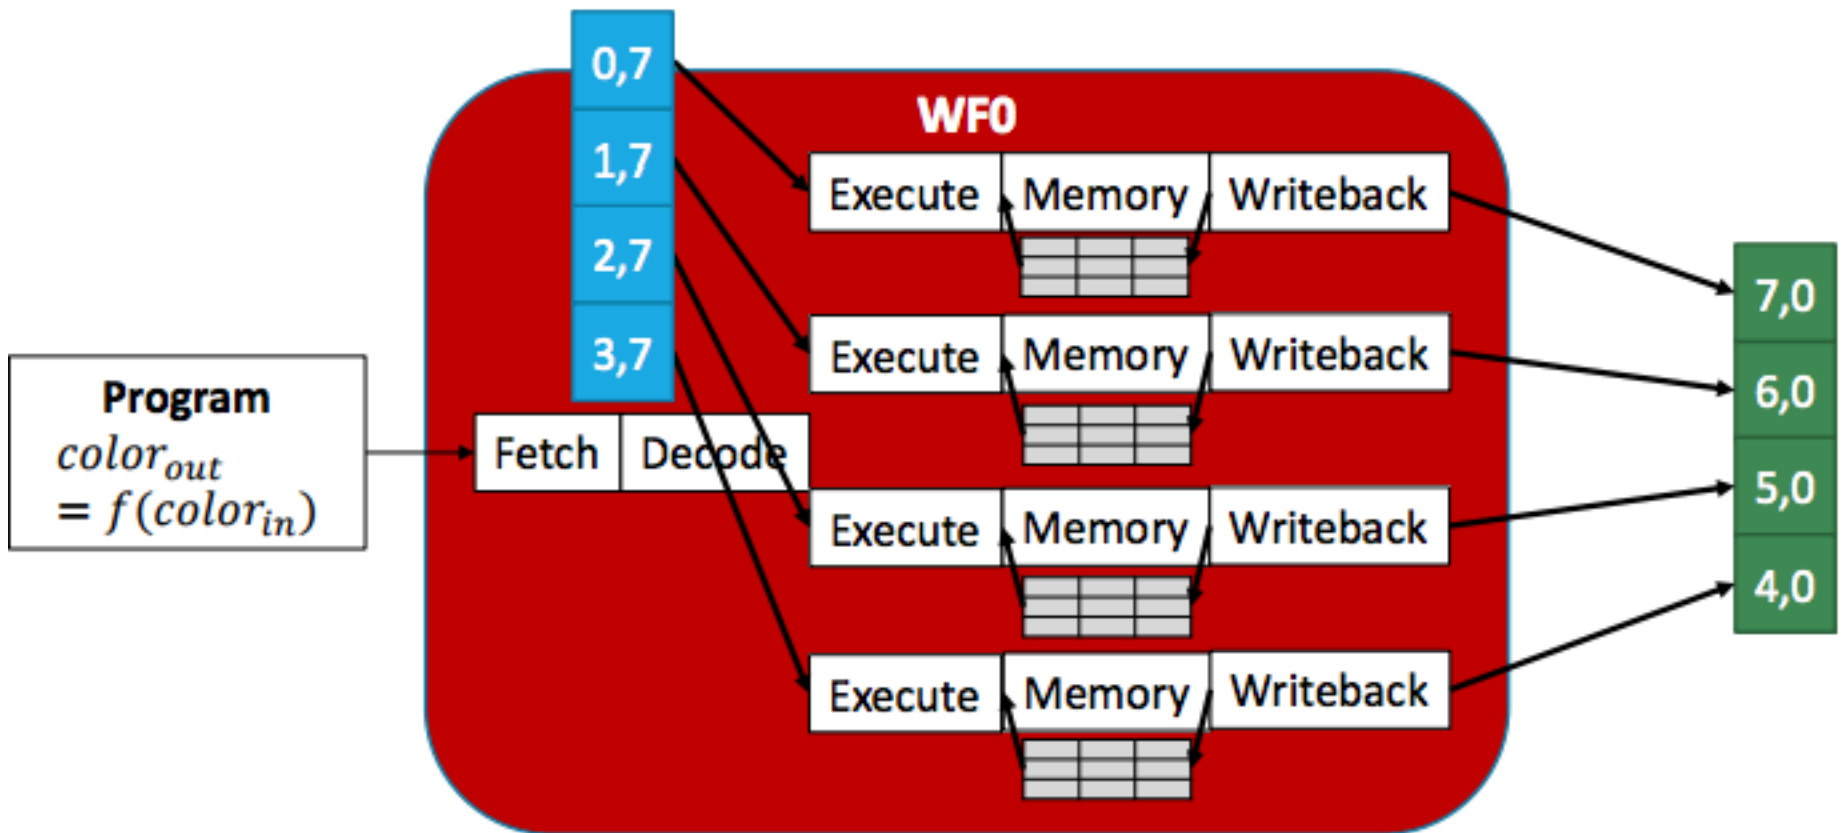 0,7
1,7
2,7
3,7
WF0
Execute Memory Writeback
Execute Memory Writeback
Execute Memory Writeback
Execute Memory Writeback
Program
color_out
= f(color_in)
Fetch Decode
7,0
6,0
5,0
4,0